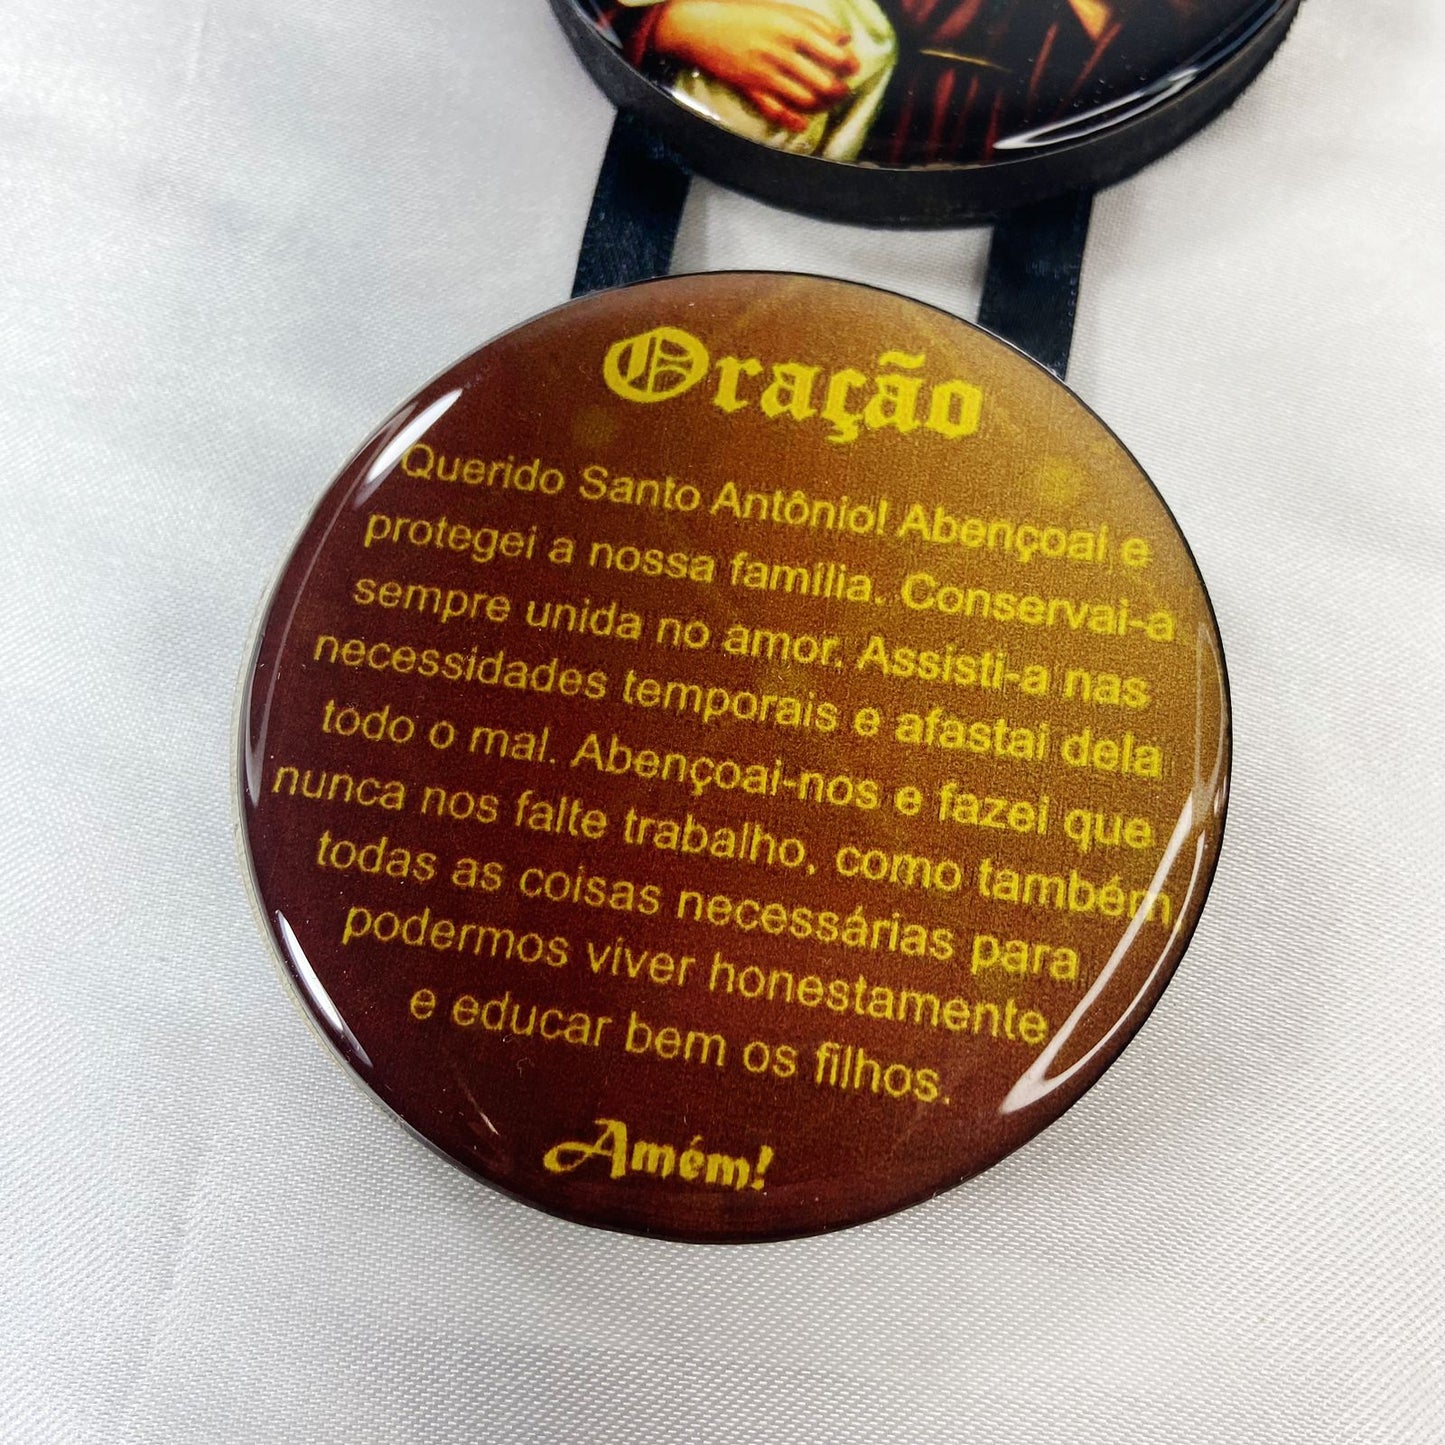 Oração
Querido Santo Antônio! Abençoai e
protegei a nossa família. Conservai-a
sempre unida no amor. Assisti-a nas
necessidades temporais e afastai dela
todo o mal. Abençoai-nos e fazei que
nunca nos falte trabalho, como também
todas as coisas necessárias para
podermos viver honestamente
e educar bem os filhos.
Amém!